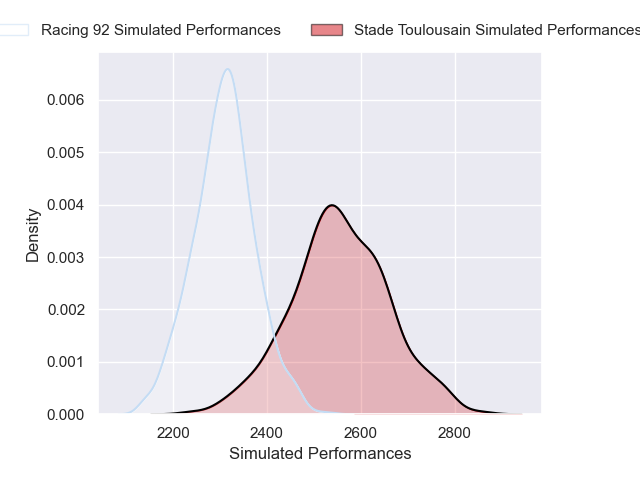 Racing 92 Simulated Performances
Stade Toulousain Simulated Performances
0.006
0.005
0.004
0.003
0.002
0.001
0.000
Density
2200
2400
2600
2800
Simulated Performances